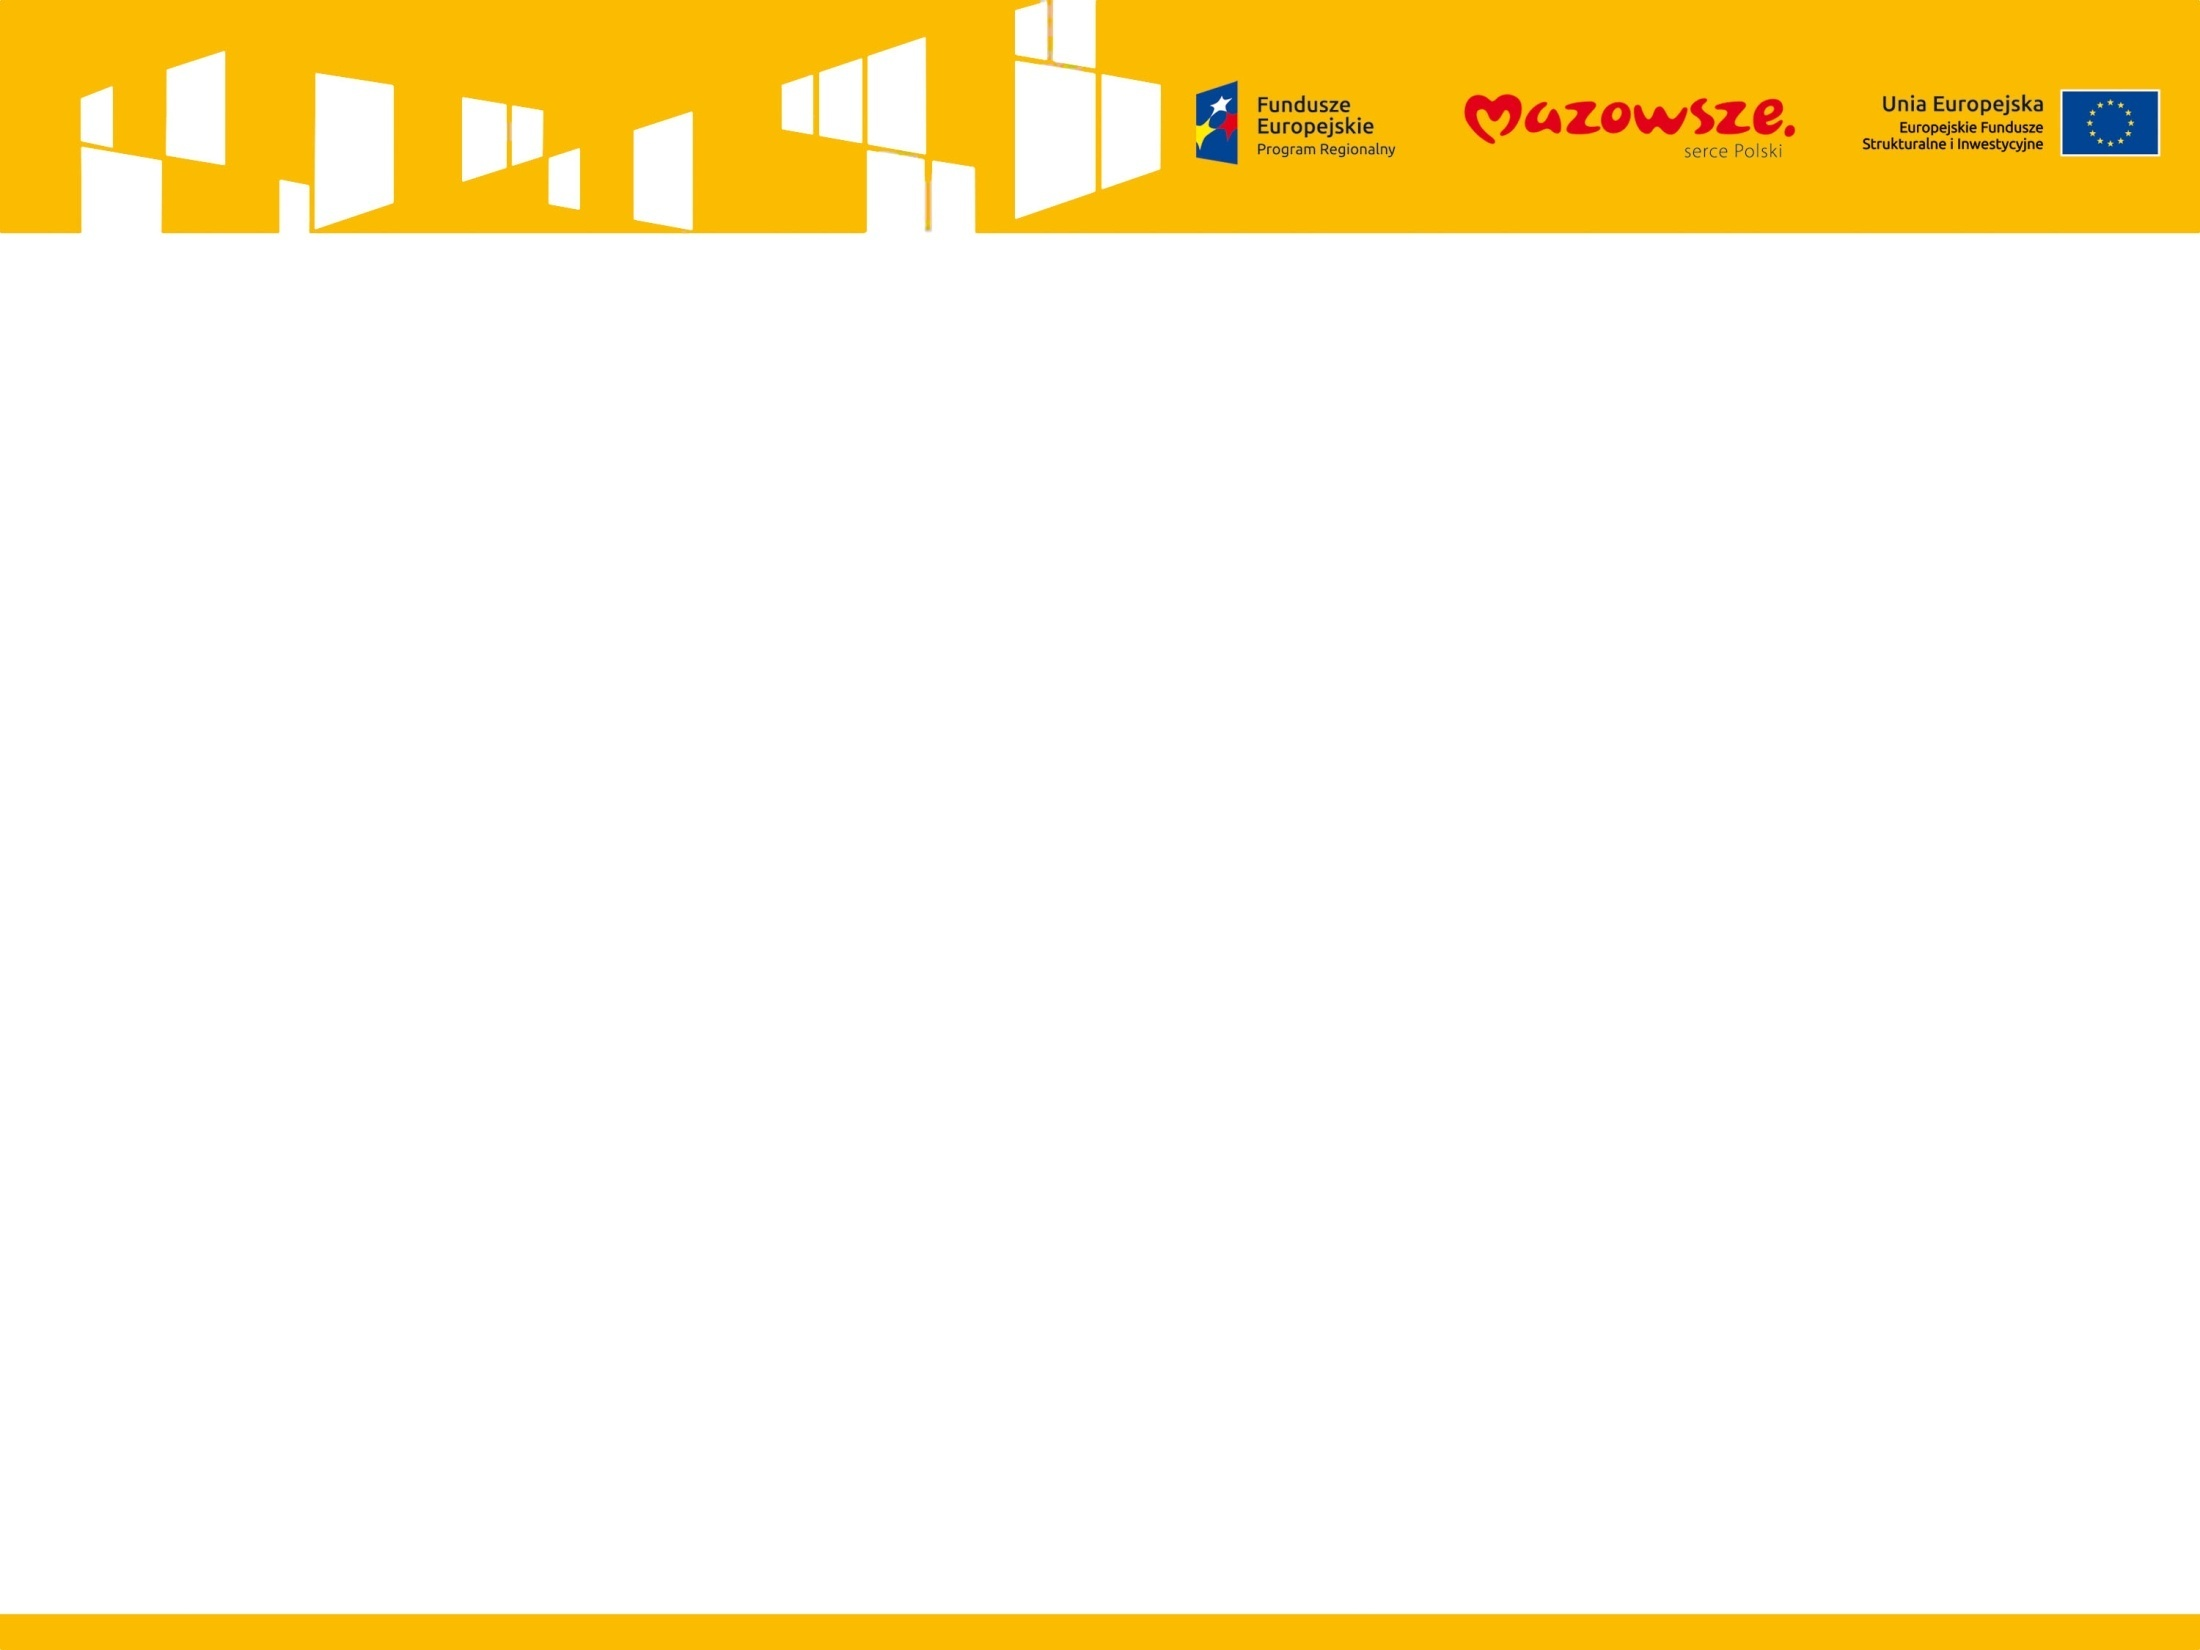 Fundusze
Europejskie
Program Regionalny
Mazowsze.
serce Polski
Unia Europejska
Europejskie Fundusze
Strukturalne i Inwestycyjne